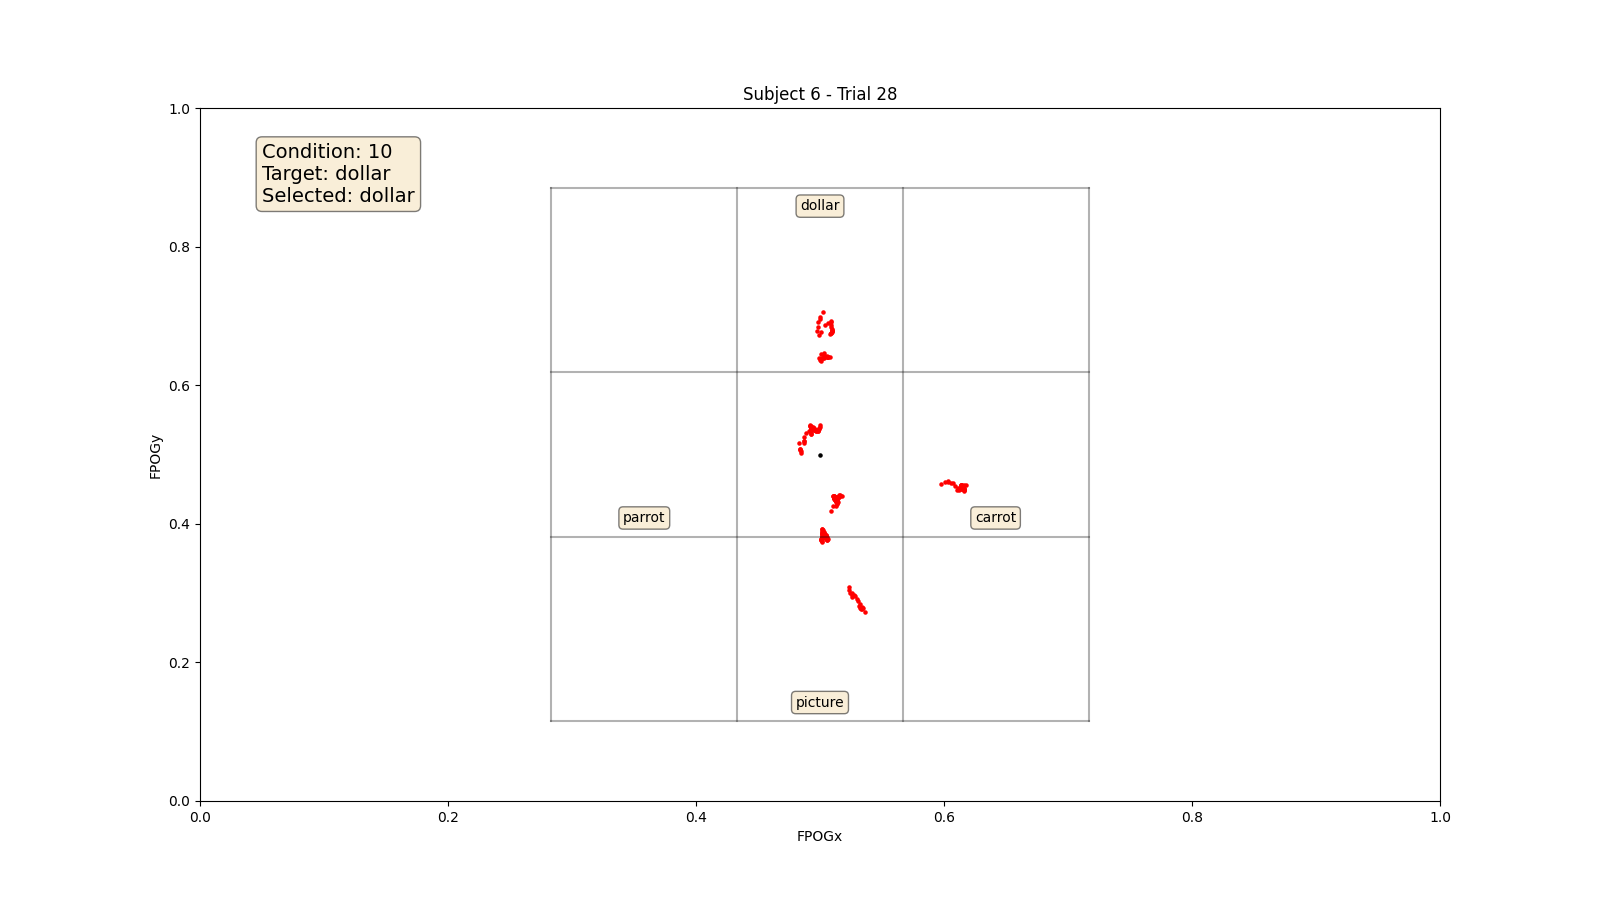 Subject 6 - Trial 28
1.0
Condition: 10
Target: dollar
Selected: dollar
dollar
0.8
0.6
FPOGy
parrot
carrot
0.4
picture
0.2
0.0
0.0 0.2 0.4 0.6 0.8 1.0
FPOGx